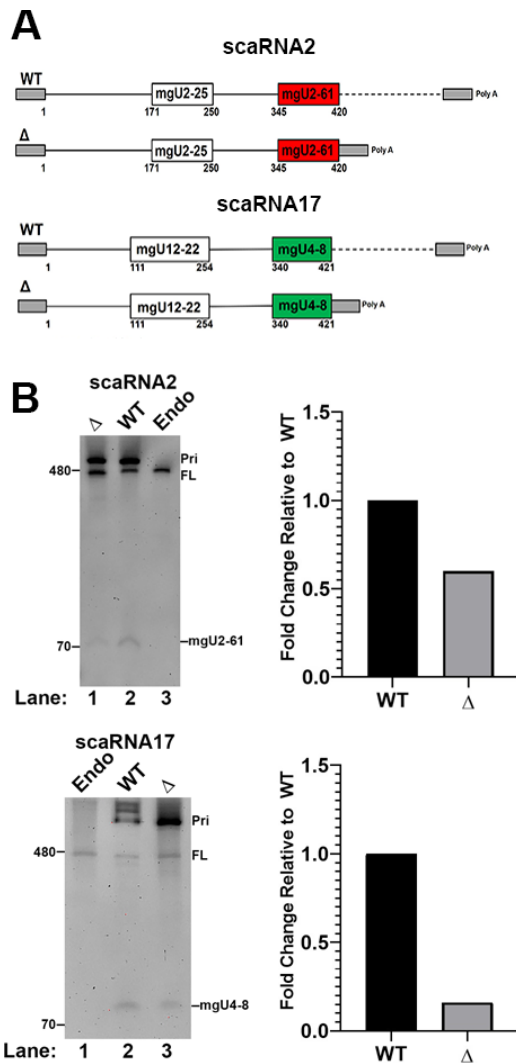 A
scaRNA2
WT
mgU2-25
mgU2-61
Poly A
1
171
250
345
420
Δ
mgU2-25
mgU2-61
Poly A
1
171
250
345
420
scaRNA17
WT
mgU12-22
mgU4-8
Poly A
1
111
254
340
421
Δ
mgU12-22
mgU4-8
Poly A
1
111
254
340
421
B
scaRNA2
Δ WT Endo
Pri
480
FL
mgU2-61
70
Lane: 1 2 3
Fold Change Relative to WT
1.5
1.0
0.5
0.0
WT Δ
scaRNA17
Endo WT Δ
Pri
480
FL
mgU4-8
70
Lane: 1 2 3
Fold Change Relative to WT
1.5
1.0
0.5
0.0
WT Δ